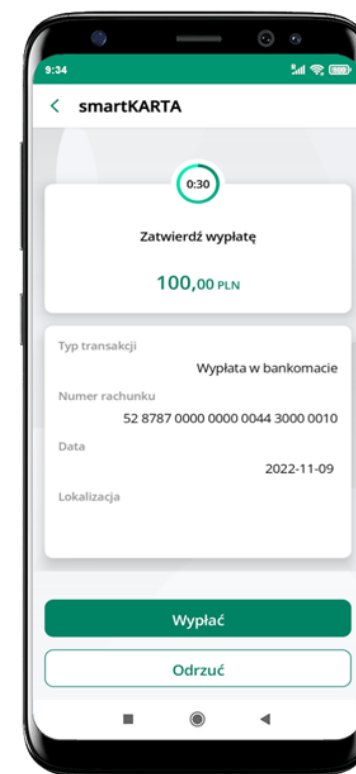 9:34
smartKARTA
0:30
Zatwierdź wypłatę
100,00 PLN
Typ transakcji
Wypłata w bankomacie
Numer rachunku
52 8787 0000 0000 0044 3000 0010
Data
2022-11-09
Lokalizacja
Wypłać
Odrzuć